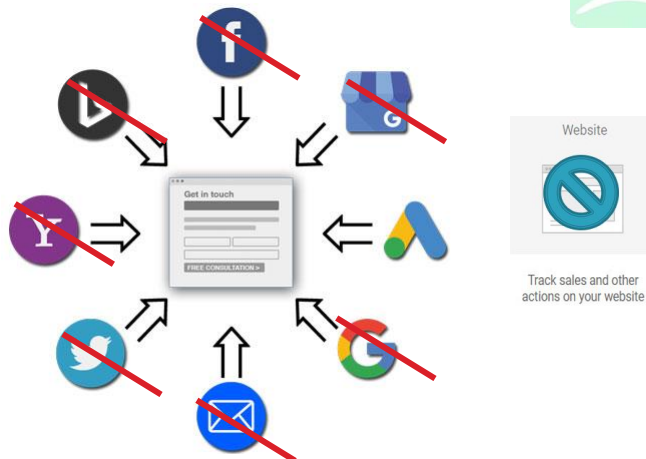 Get in touch
FREE CONSULTATION >
Website
Track sales and other
actions on your website